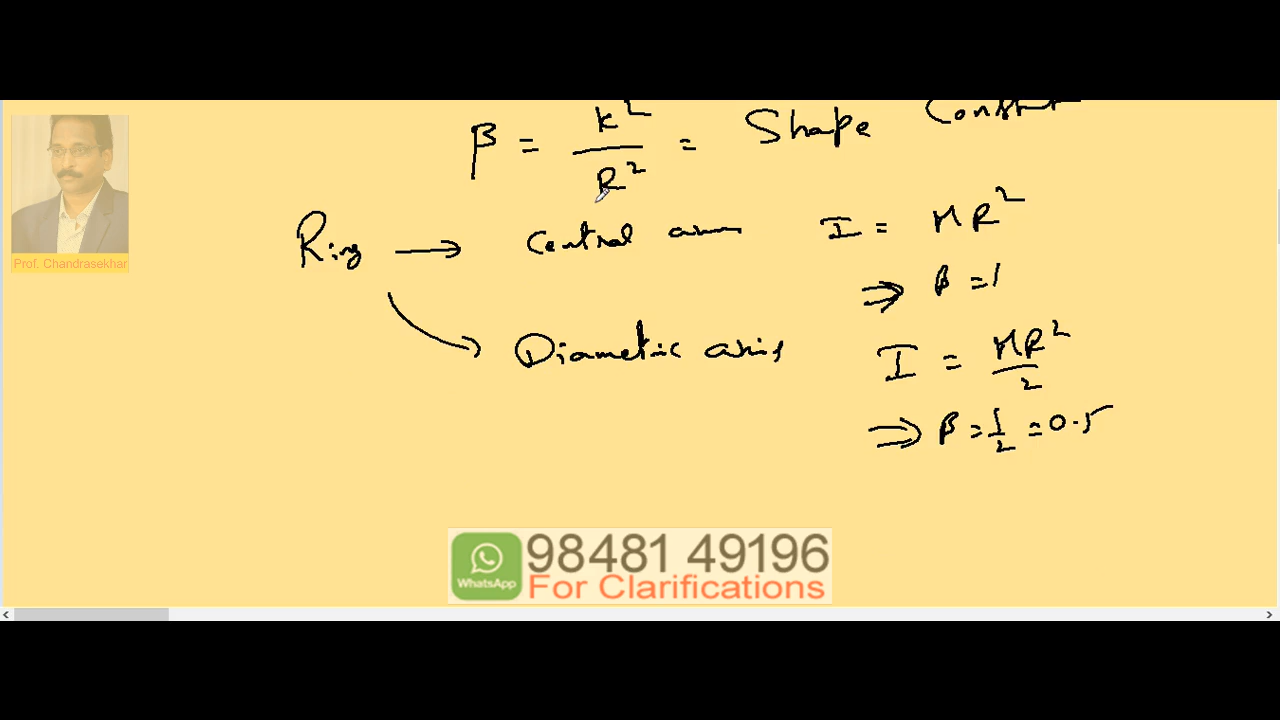 β = k² / R² = Shape Constant
Ring → Central axis I = MR²
⇒ β = 1
Diametric axis I = MR² / 2
⇒ β = 1/2 = 0.5
Prof. Chandrasekhar
WhatsApp
98481 49196
For Clarifications